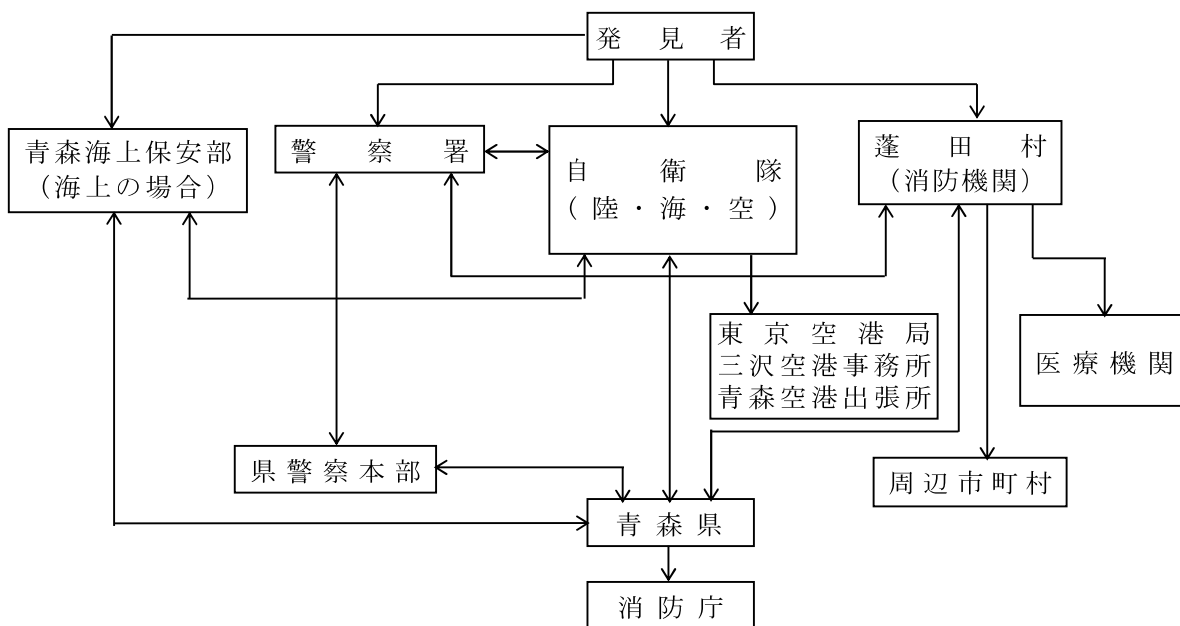 発見者
青森海上保安部
（海上の場合）
警察署
自衛隊
（陸・海・空）
蓬田村
（消防機関）
東京空港局
三沢空港事務所
青森空港出張所
医療機関
県警察本部
周辺市町村
青森県
消防庁